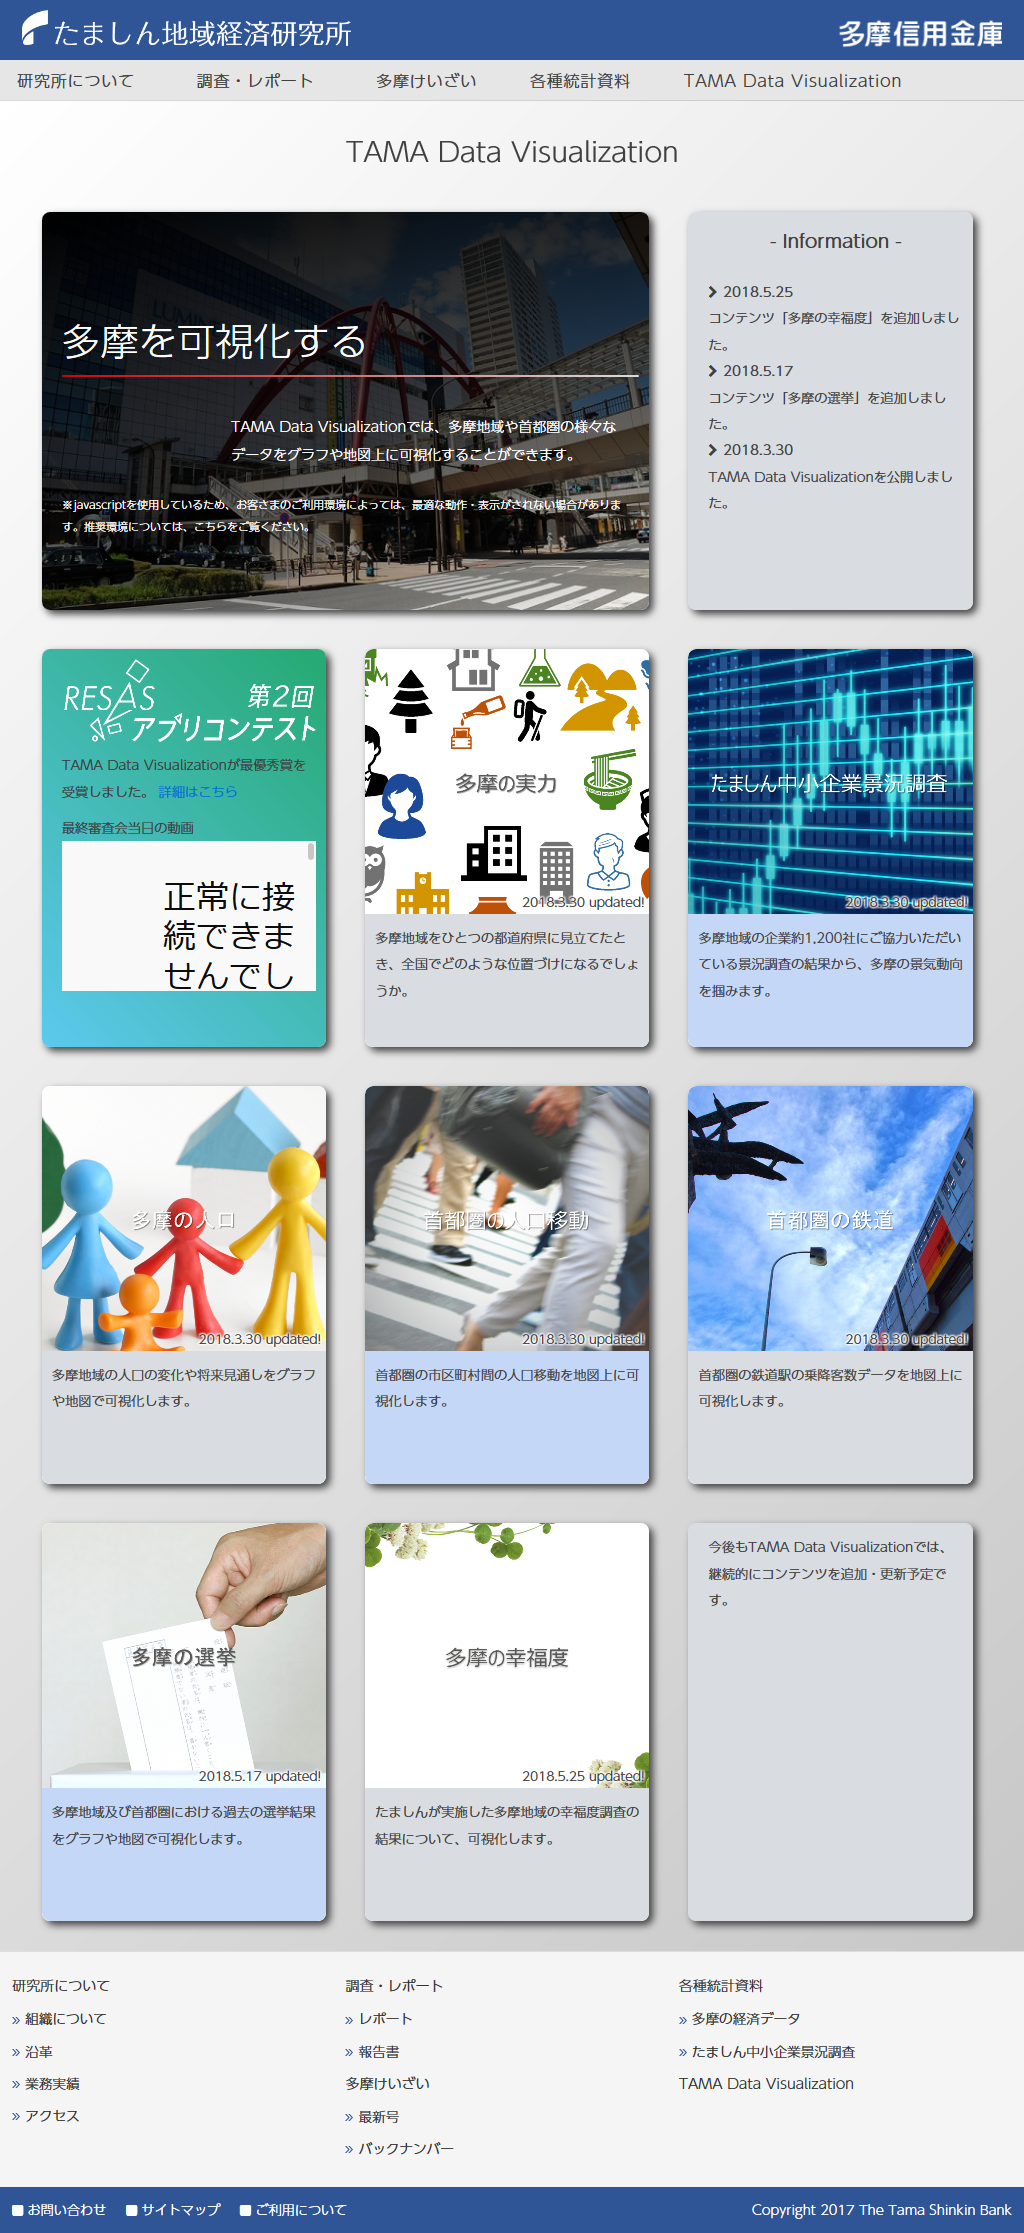 たましん地域経済研究所
多摩信用金庫
研究所について
調査・レポート
多摩けいざい
各種統計資料
TAMA Data Visualization
TAMA Data Visualization
多摩を可視化する
TAMA Data Visualizationでは、多摩地域や首都圏の様々な
データをグラフや地図上に可視化することができます。
※javascriptを使用しているため、お客さまのご利用環境によっては、最適な動作・表示がされない場合がありま
す。推奨環境については、こちらをご覧ください。
- Information -
2018.5.25
コンテンツ「多摩の幸福度」を追加しまし
た。
2018.5.17
コンテンツ「多摩の選挙」を追加しまし
た。
2018.3.30
TAMA Data Visualizationを公開しまし
た。
RESAS
第2回
アプリコンテスト
TAMA Data Visualizationが最優秀賞を
受賞しました。 詳細はこちら
最終審査会当日の動画
正常に接
続できま
せんでし
多摩の実力
2018.3.30 updated!
多摩地域をひとつの都道府県に見立てたと
き、全国でどのような位置づけになるでしょ
うか。
たましん中小企業景況調査
2018.3.30 updated!
多摩地域の企業約1,200社にご協力いただい
ている景況調査の結果から、多摩の景気動向
を掴みます。
多摩の人口
2018.3.30 updated!
多摩地域の人口の変化や将来見通しをグラフ
や地図で可視化します。
首都圏の人口移動
2018.3.30 updated!
首都圏の市区町村間の人口移動を地図上に可
視化します。
首都圏の鉄道
2018.3.30 updated!
首都圏の鉄道駅の乗降客数データを地図上に
可視化します。
多摩の選挙
2018.5.17 updated!
多摩地域及び首都圏における過去の選挙結果
をグラフや地図で可視化します。
多摩の幸福度
2018.5.25 updated!
たましんが実施した多摩地域の幸福度調査の
結果について、可視化します。
今後もTAMA Data Visualizationでは、
継続的にコンテンツを追加・更新予定で
す。
研究所について
» 組織について
» 沿革
» 業務実績
» アクセス
調査・レポート
» レポート
» 報告書
多摩けいざい
» 最新号
» バックナンバー
各種統計資料
» 多摩の経済データ
» たましん中小企業景況調査
TAMA Data Visualization
お問い合わせ
サイトマップ
ご利用について
Copyright 2017 The Tama Shinkin Bank